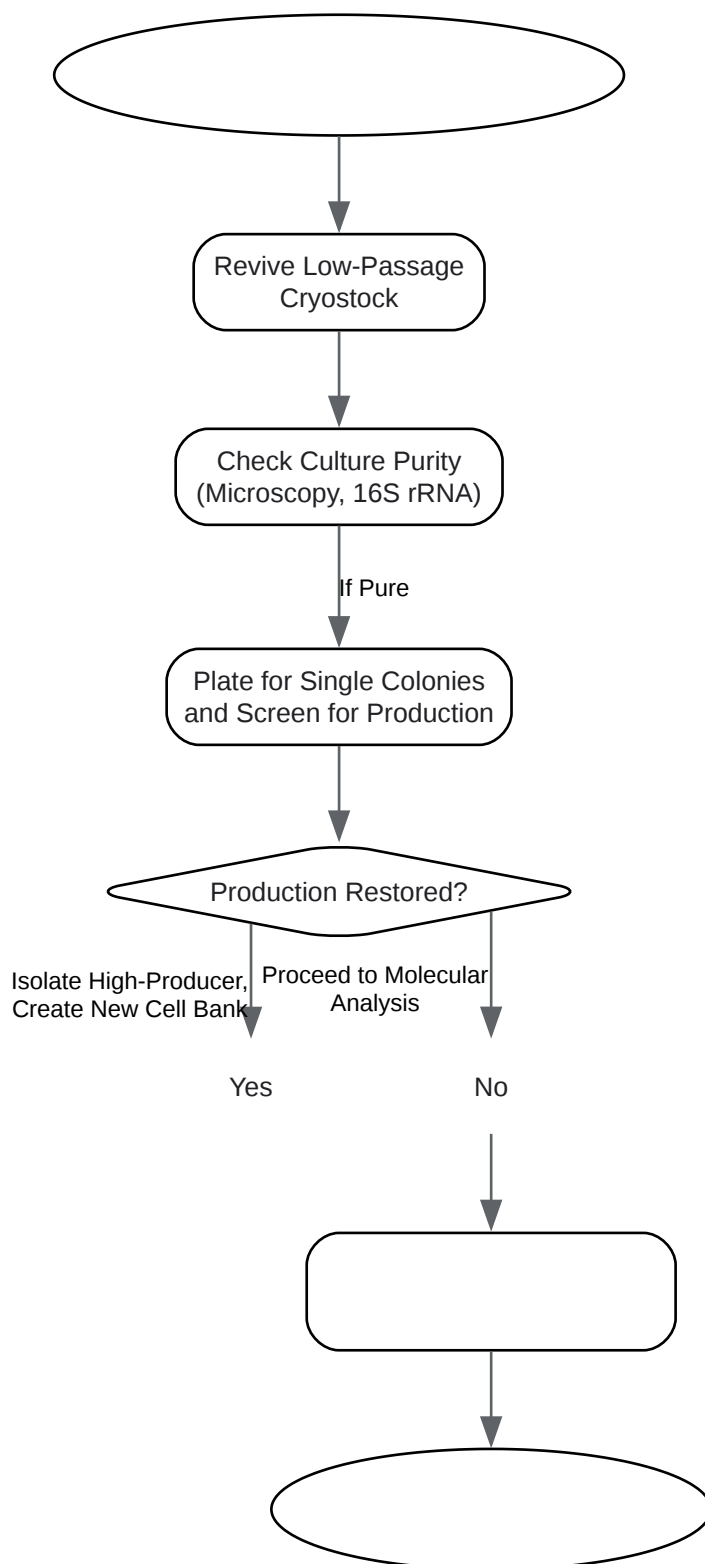 Revive Low-Passage
Cryostock
Check Culture Purity
(Microscopy, 16S rRNA)
If Pure
Plate for Single Colonies
and Screen for Production
Production Restored?
Isolate High-Producer,
Create New Cell Bank
Proceed to Molecular
Analysis
Yes
No